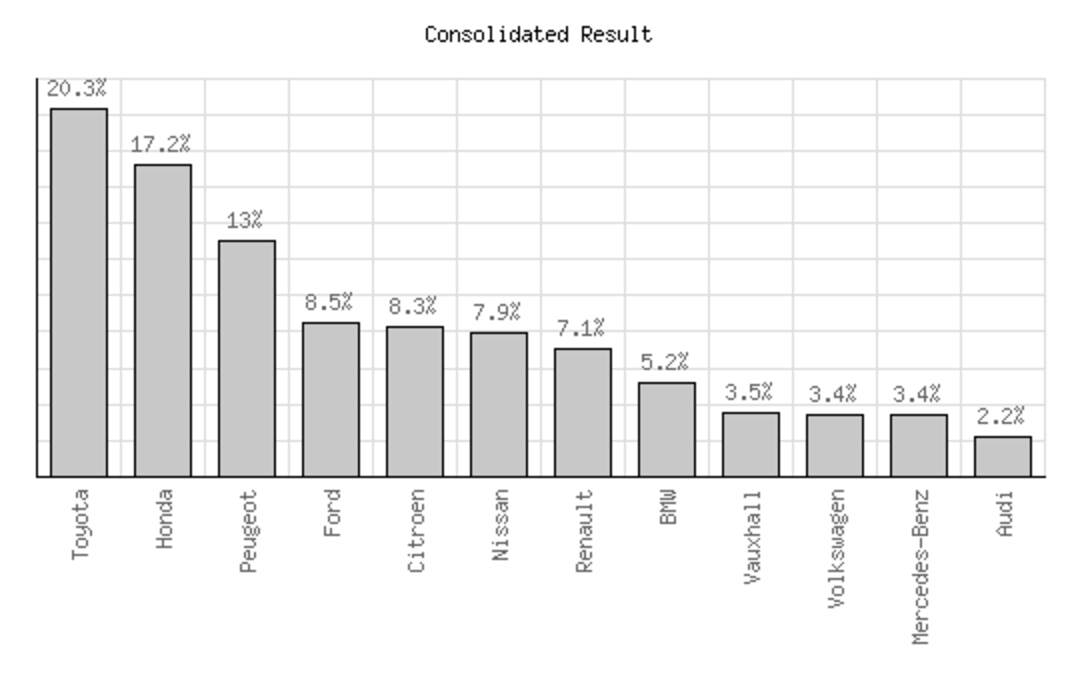 Consolidated Result
20.3%
17.2%
13%
8.5%
8.3%
7.9%
7.1%
5.2%
3.5%
3.4%
3.4%
2.2%
Toyota
Honda
Peugeot
Ford
Citroen
Nissan
Renault
BMW
Vauxhall
Volkswagen
Mercedes-Benz
Audi